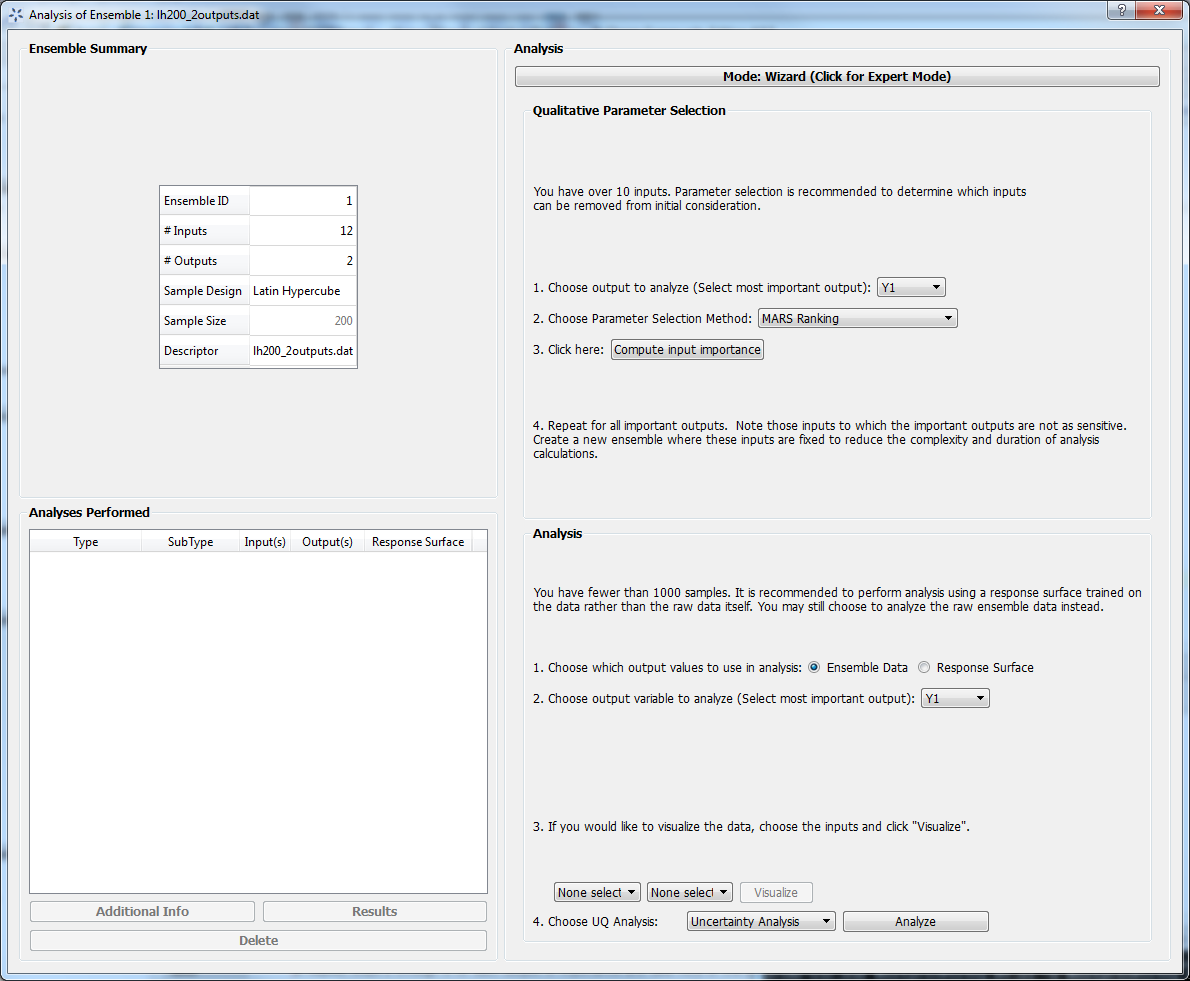 Analysis of Ensemble 1: lh200_2outputs.dat
Ensemble Summary
Ensemble ID 1
# Inputs 12
# Outputs 2
Sample Design Latin Hypercube
Sample Size 200
Descriptor lh200_2outputs.dat
Analyses Performed
Type SubType Input(s) Output(s) Response Surface
Additional Info Results
Delete
Analysis
Mode: Wizard (Click for Expert Mode)
Qualitative Parameter Selection
You have over 10 inputs. Parameter selection is recommended to determine which inputs
can be removed from initial consideration.
1. Choose output to analyze (Select most important output): Y1
2. Choose Parameter Selection Method: MARS Ranking
3. Click here: Compute input importance
4. Repeat for all important outputs.  Note those inputs to which the important outputs are not as sensitive.
Create a new ensemble where these inputs are fixed to reduce the complexity and duration of analysis
calculations.
Analysis
You have fewer than 1000 samples. It is recommended to perform analysis using a response surface trained on
the data rather than the raw data itself. You may still choose to analyze the raw ensemble data instead.
1. Choose which output values to use in analysis: Ensemble Data Response Surface
2. Choose output variable to analyze (Select most important output): Y1
3. If you would like to visualize the data, choose the inputs and click "Visualize".
None select None select Visualize
4. Choose UQ Analysis: Uncertainty Analysis Analyze